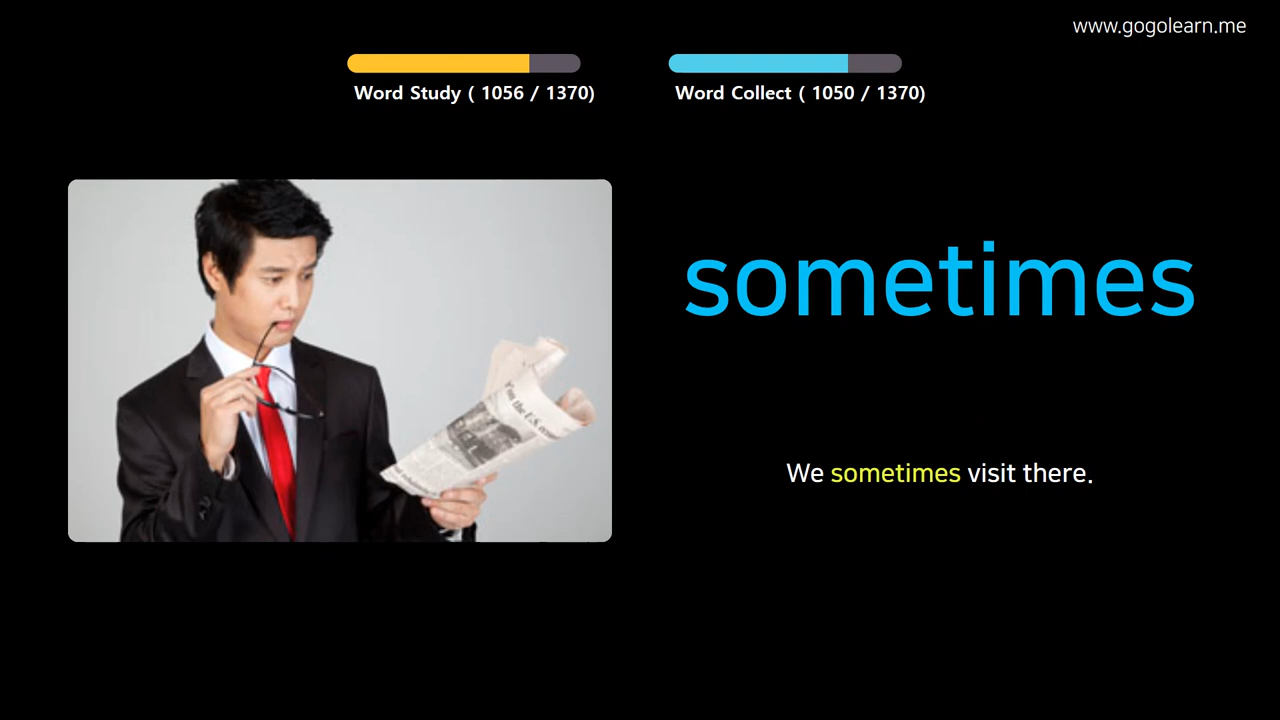 www.gogolearn.me
Word Study ( 1056 / 1370)
Word Collect ( 1050 / 1370)
sometimes
We sometimes visit there.